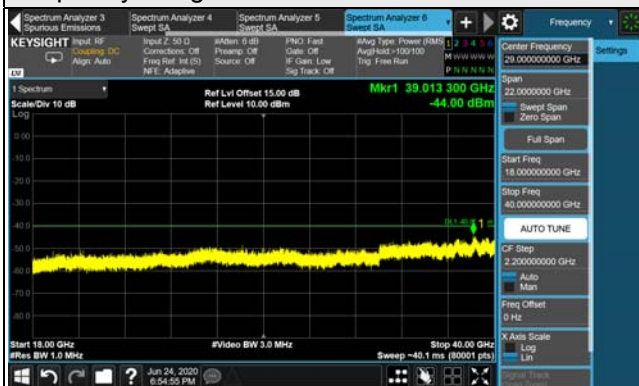 Spectrum Analyzer 3
Spurious Emissions
Spectrum Analyzer 4
Swept SA
Spectrum Analyzer 5
Swept SA
Spectrum Analyzer 6
Swept SA
Frequency
KEYSIGHT
Input: RF
Coupling: DC
Align: Auto
Input Z: 50 Ω
Corrections: Off
Freq Ref: Int (S)
NFE: Adaptive
#Atten: 6 dB
Preamp: Off
Source: Off
PNO: Fast
Gate: Off
IF Gain: Low
Sig Track: Off
#Avg Type: Power (RMS
Avg|Hold:>100/100
Trig: Free Run
1 2 3 4 5 6
M W W W W W
P N N N N N
LXI
1 Spectrum
Scale/Div 10 dB
Log
Ref Lvl Offset 15.00 dB
Ref Level 10.00 dBm
Mkr1 39.013 300 GHz
-44.00 dBm
0.00
-10.0
-20.0
-30.0
-40.0
-50.0
-60.0
-70.0
-80.0
1
Start 18.00 GHz
#Res BW 1.0 MHz
#Video BW 3.0 MHz
Stop 40.00 GHz
Sweep ~40.1 ms (80001 pts)
Jun 24, 2020
6:54:55 PM
Center Frequency
29.000000000 GHz
Settings
Span
22.0000000 GHz
Swept Span
Zero Span
Full Span
Start Freq
18.000000000 GHz
Stop Freq
40.000000000 GHz
AUTO TUNE
CF Step
2.200000000 GHz
Auto
Man
Freq Offset
0 Hz
X Axis Scale
Log
Lin
Signal Track